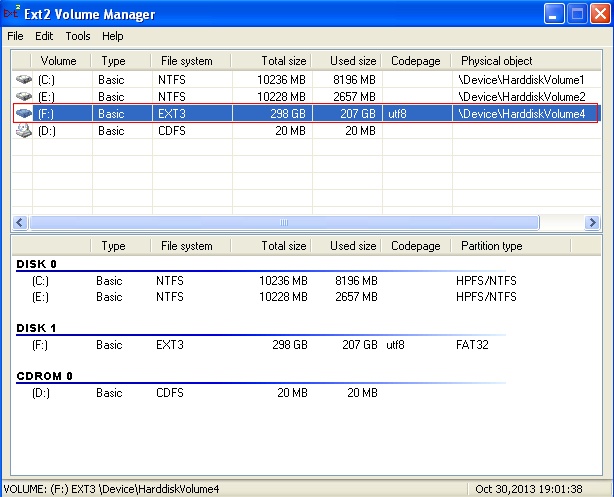 Ext2 Volume Manager
File Edit Tools Help
Volume Type File system Total size Used size Codepage Physical object
(C:) Basic NTFS 10236 MB 8196 MB \Device\HarddiskVolume1
(E:) Basic NTFS 10228 MB 2657 MB \Device\HarddiskVolume2
(F:) Basic EXT3 298 GB 207 GB utf8 \Device\HarddiskVolume4
(D:) Basic CDFS 20 MB 20 MB
Type File system Total size Used size Codepage Partition type
DISK 0
(C:) Basic NTFS 10236 MB 8196 MB HPFS/NTFS
(E:) Basic NTFS 10228 MB 2657 MB HPFS/NTFS
DISK 1
(F:) Basic EXT3 298 GB 207 GB utf8 FAT32
CDROM 0
(D:) Basic CDFS 20 MB 20 MB
VOLUME: (F:) EXT3 \Device\HarddiskVolume4 Oct 30,2013 19:01:38